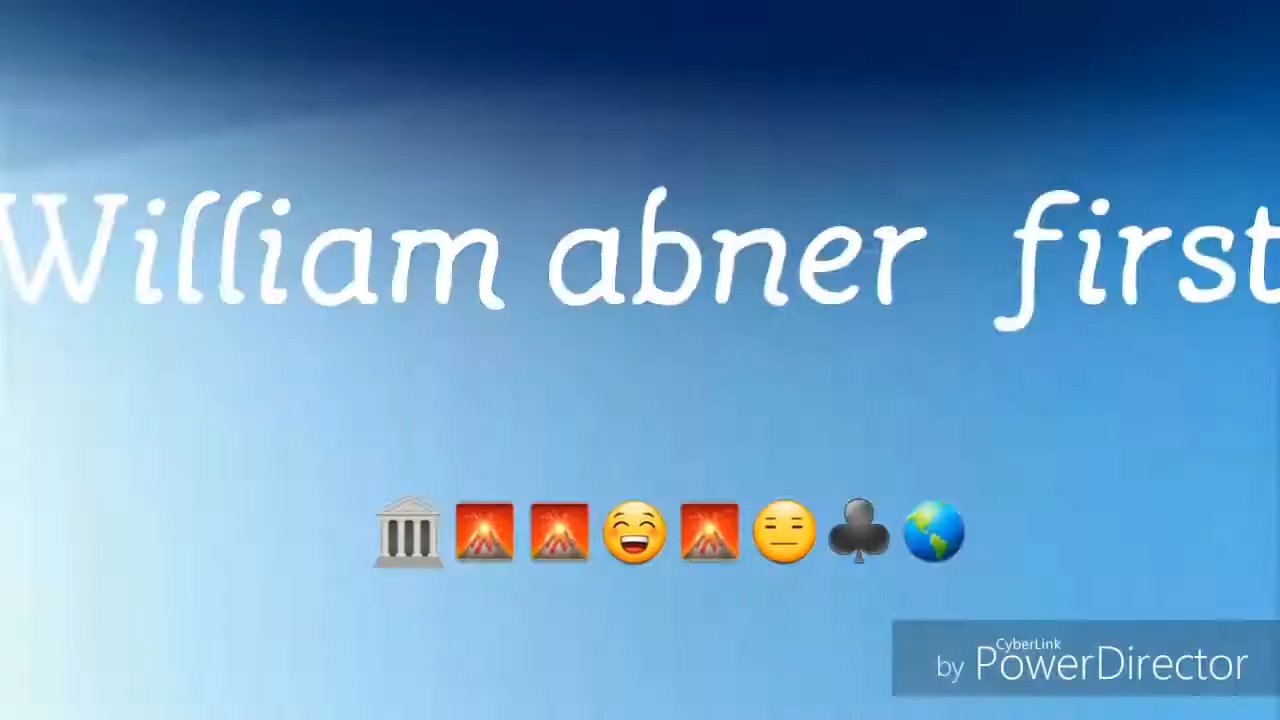 William abner first
🏛🌋🌋😁🌋😑♣🌎
CyberLink
by PowerDirector